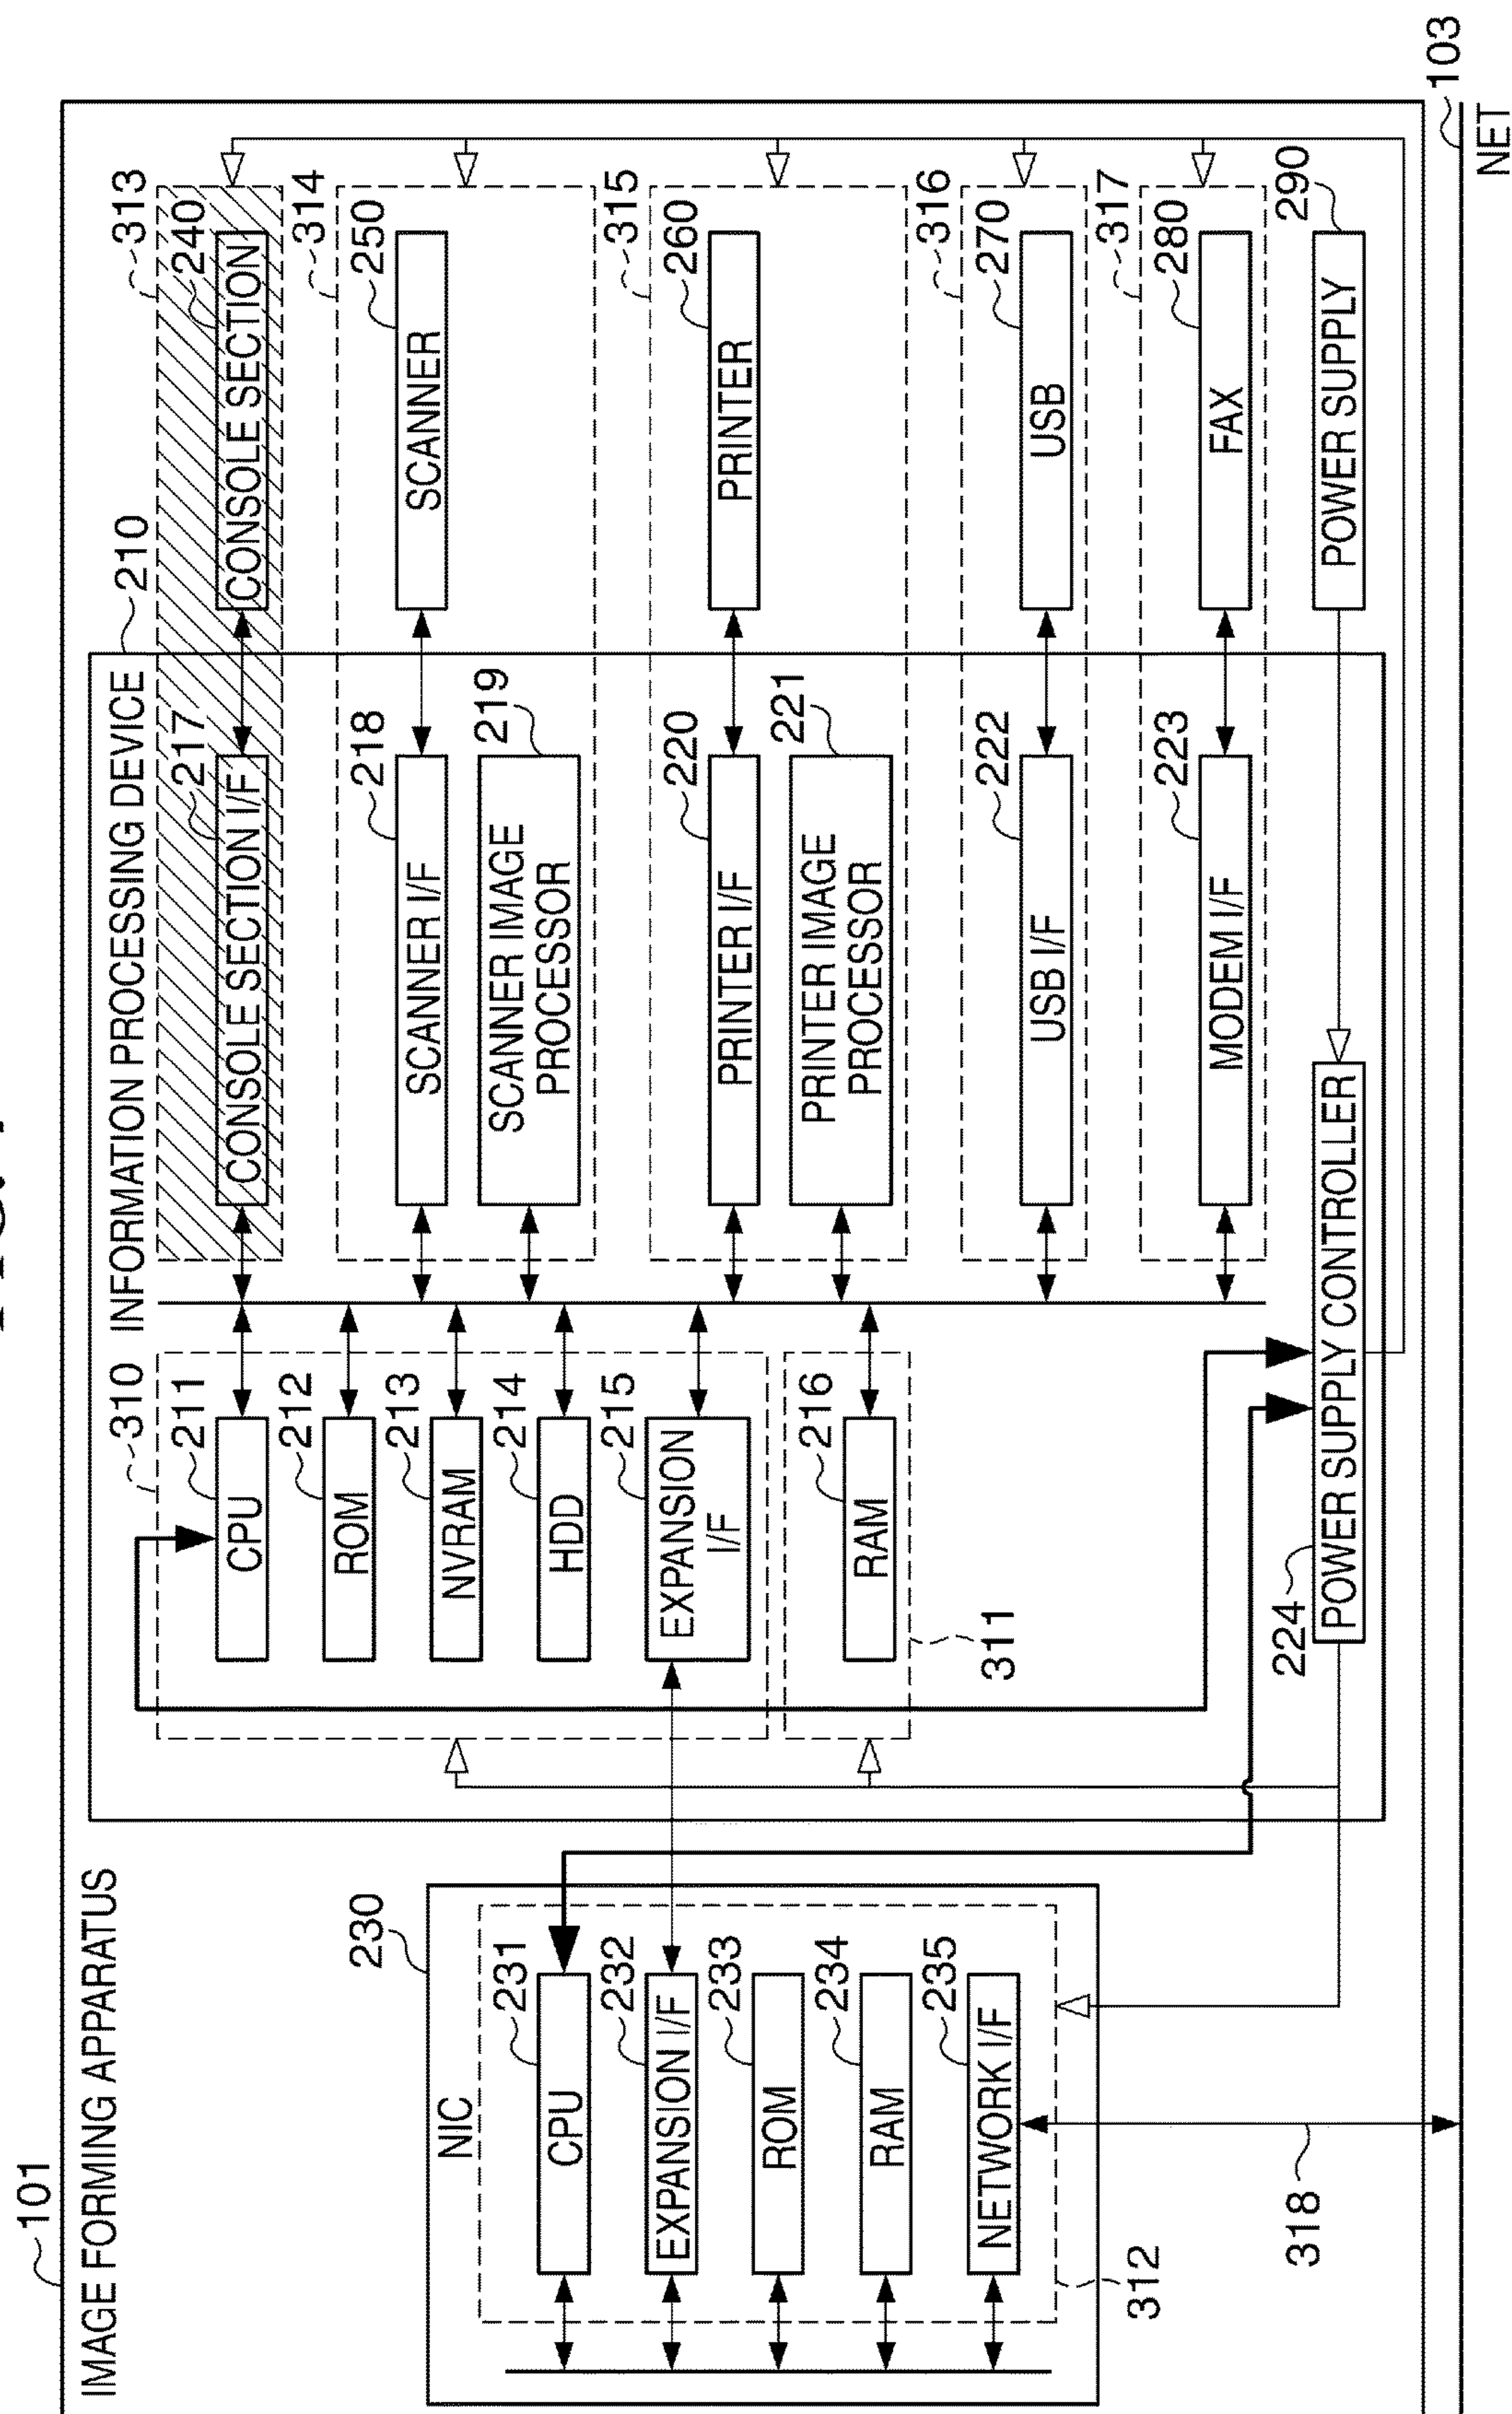 101
IMAGE FORMING APPARATUS
230
NIC
231
CPU
232
EXPANSION I/F
233
ROM
234
RAM
235
NETWORK I/F
312
318
310
INFORMATION PROCESSING DEVICE
210
211
CPU
212
ROM
213
NVRAM
214
HDD
215
EXPANSION
I/F
216
RAM
311
217
CONSOLE SECTION I/F
218
SCANNER I/F
219
SCANNER IMAGE
PROCESSOR
220
PRINTER I/F
221
PRINTER IMAGE
PROCESSOR
222
USB I/F
223
MODEM I/F
224
POWER SUPPLY CONTROLLER
313
240
CONSOLE SECTION
314
250
SCANNER
315
260
PRINTER
316
270
USB
317
280
FAX
290
POWER SUPPLY
103
NET